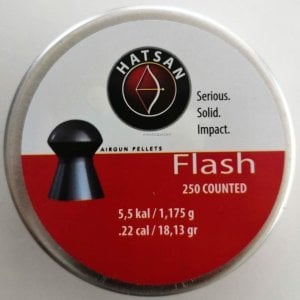 HATSAN
Serious.
Solid.
Impact.
AIRGUN PELLETS
Flash
250 COUNTED
5,5 kal / 1,175 g
.22 cal / 18,13 gr